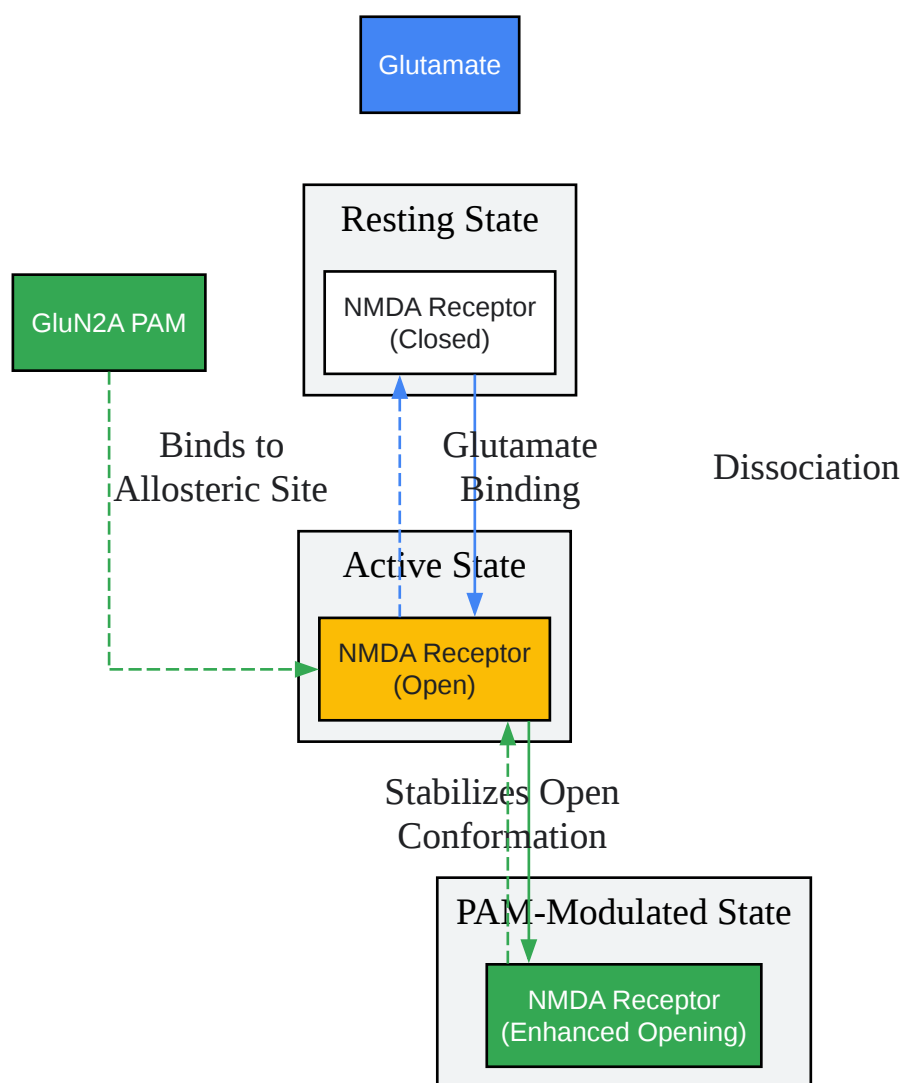 Glutamate
Resting State
NMDA Receptor
(Closed)
GluN2A PAM
Binds to
Allosteric Site
Glutamate
Binding
Dissociation
Active State
NMDA Receptor
(Open)
Stabilizes Open
Conformation
PAM-Modulated State
NMDA Receptor
(Enhanced Opening)